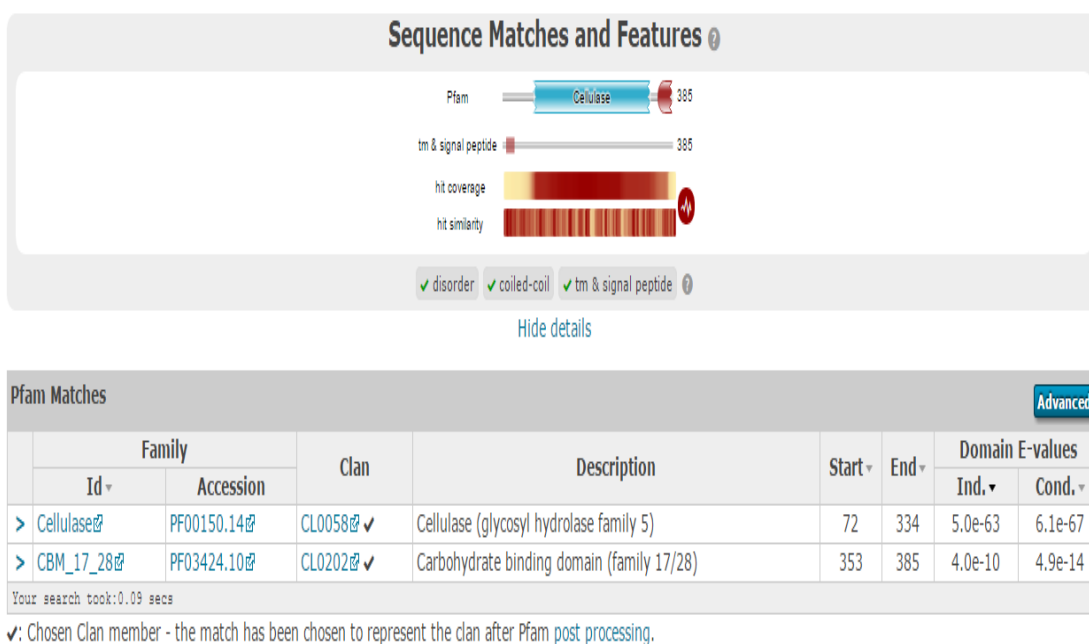 Sequence Matches and Features ?
Pfam Cellulase 385
tm & signal peptide 385
hit coverage
hit similarity
✓ disorder ✓ coiled-coil ✓ tm & signal peptide ?
Hide details
Pfam Matches Advanced
Family Clan Description Start End Domain E-values
Id Accession Ind. Cond.
> Cellulase PF00150.14 CL0058 ✓ Cellulase (glycosyl hydrolase family 5) 72 334 5.0e-63 6.1e-67
> CBM_17_28 PF03424.10 CL0202 ✓ Carbohydrate binding domain (family 17/28) 353 385 4.0e-10 4.9e-14
Your search took:0.09 secs
✓: Chosen Clan member - the match has been chosen to represent the clan after Pfam post processing.